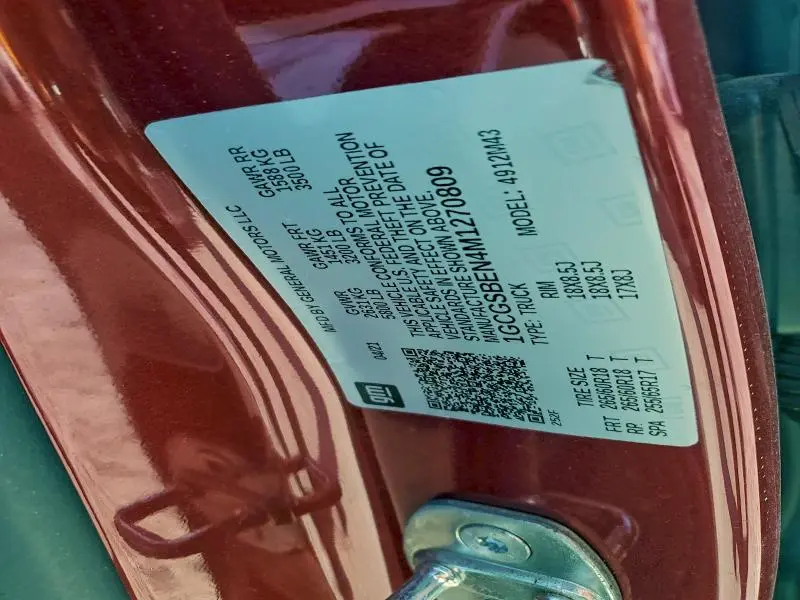 MFD BY GENERAL MOTORS LLC
04/21
GVWR GAWR FRT GAWR RR
2631 KG 1451 KG 1588 KG
5800 LB 3200 LB 3500 LB
THIS VEHICLE CONFORMS TO ALL
APPLICABLE U.S. FEDERAL MOTOR
VEHICLE SAFETY AND THEFT PREVENTION
STANDARDS IN EFFECT ON THE DATE OF
MANUFACTURE SHOWN ABOVE.
1GCGSBEN4M1270809
TYPE: TRUCK MODEL: 4912M43
gm
TIRE SIZE RIM
FRT 265/60R18 T 18X8.5J
RR 265/60R18 T 18X8.5J
SPA 255/65R17 T 17X8J